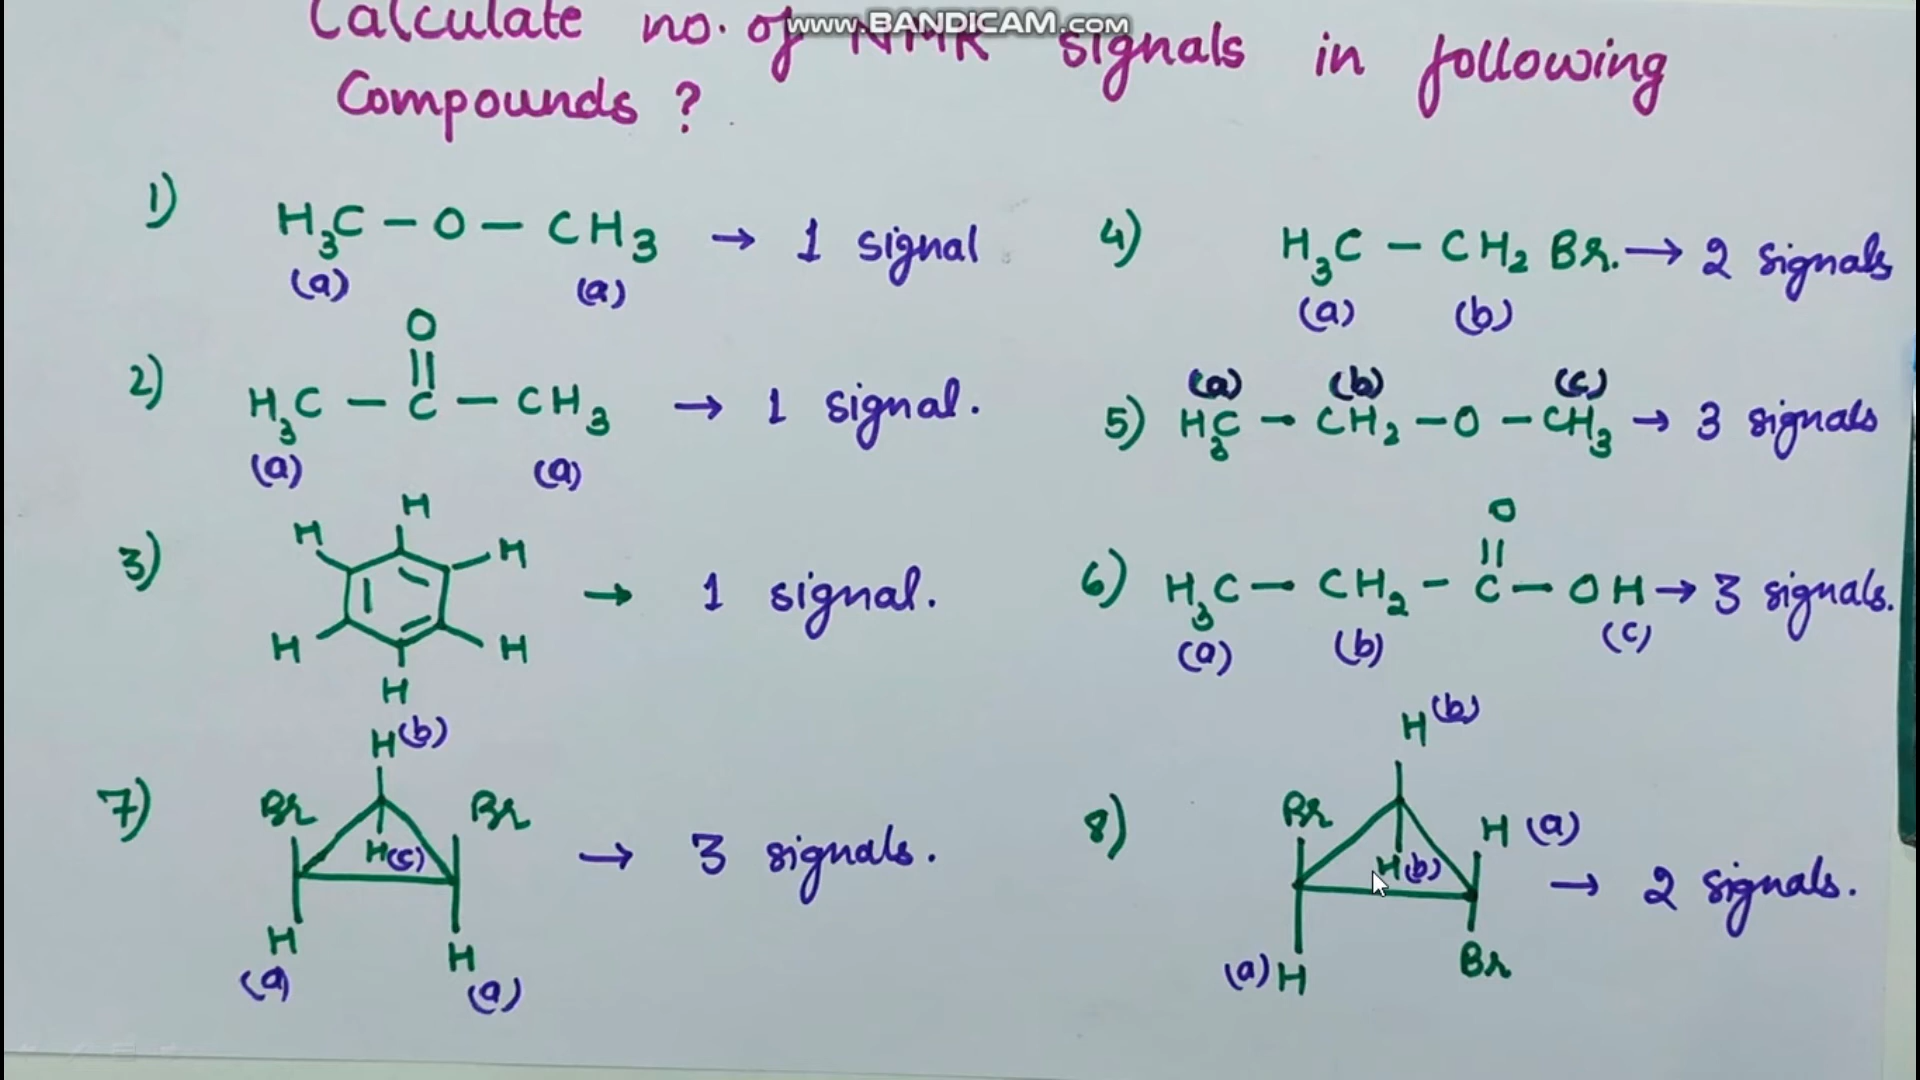 Calculate no. of NMR signals in following
www.BANDICAM.com
Compounds ?
1) H3C - O - CH3 → 1 signal
(a) (a)
2) O
H3C - C - CH3 → 1 signal.
(a) (a)
3) H
H H
→ 1 signal.
H H
H
7) H (b)
Br Br
H (c) → 3 signals.
H H
(a) (a)
4) H3C - CH2 Br. → 2 signals
(a) (b)
(a) (b) (c)
5) H3C - CH2 - O - CH3 → 3 signals
O
6) H3C - CH2 - C - OH → 3 signals.
(a) (b) (c)
8) H (b)
Br H (a)
H (b) → 2 signals.
(a) H Br